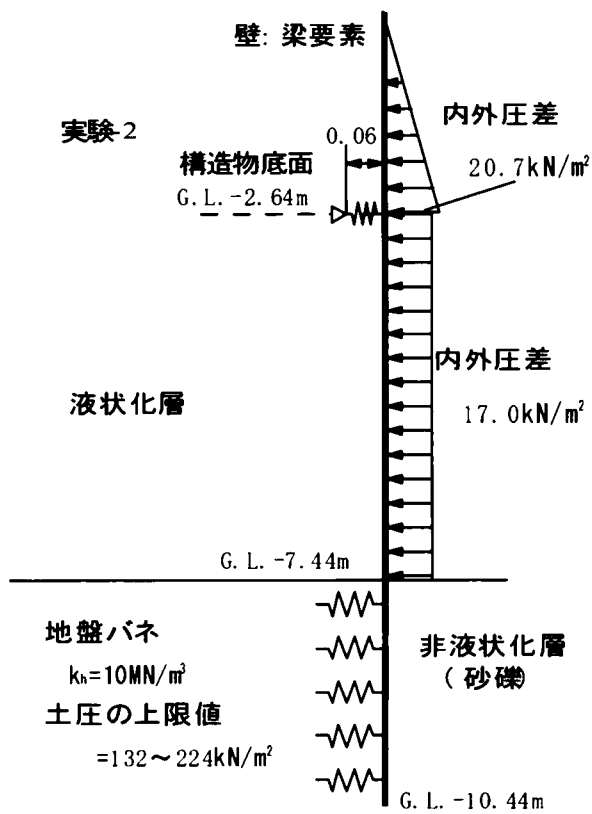 壁: 梁要素
実験-2
内外圧差
0.06
20.7kN/m²
構造物底面
G.L.-2.64m
内外圧差
17.0kN/m²
液状化層
G.L.-7.44m
地盤バネ
kh=10MN/m³
土圧の上限値
=132～224kN/m²
非液状化層
(砂礫)
G.L.-10.44m